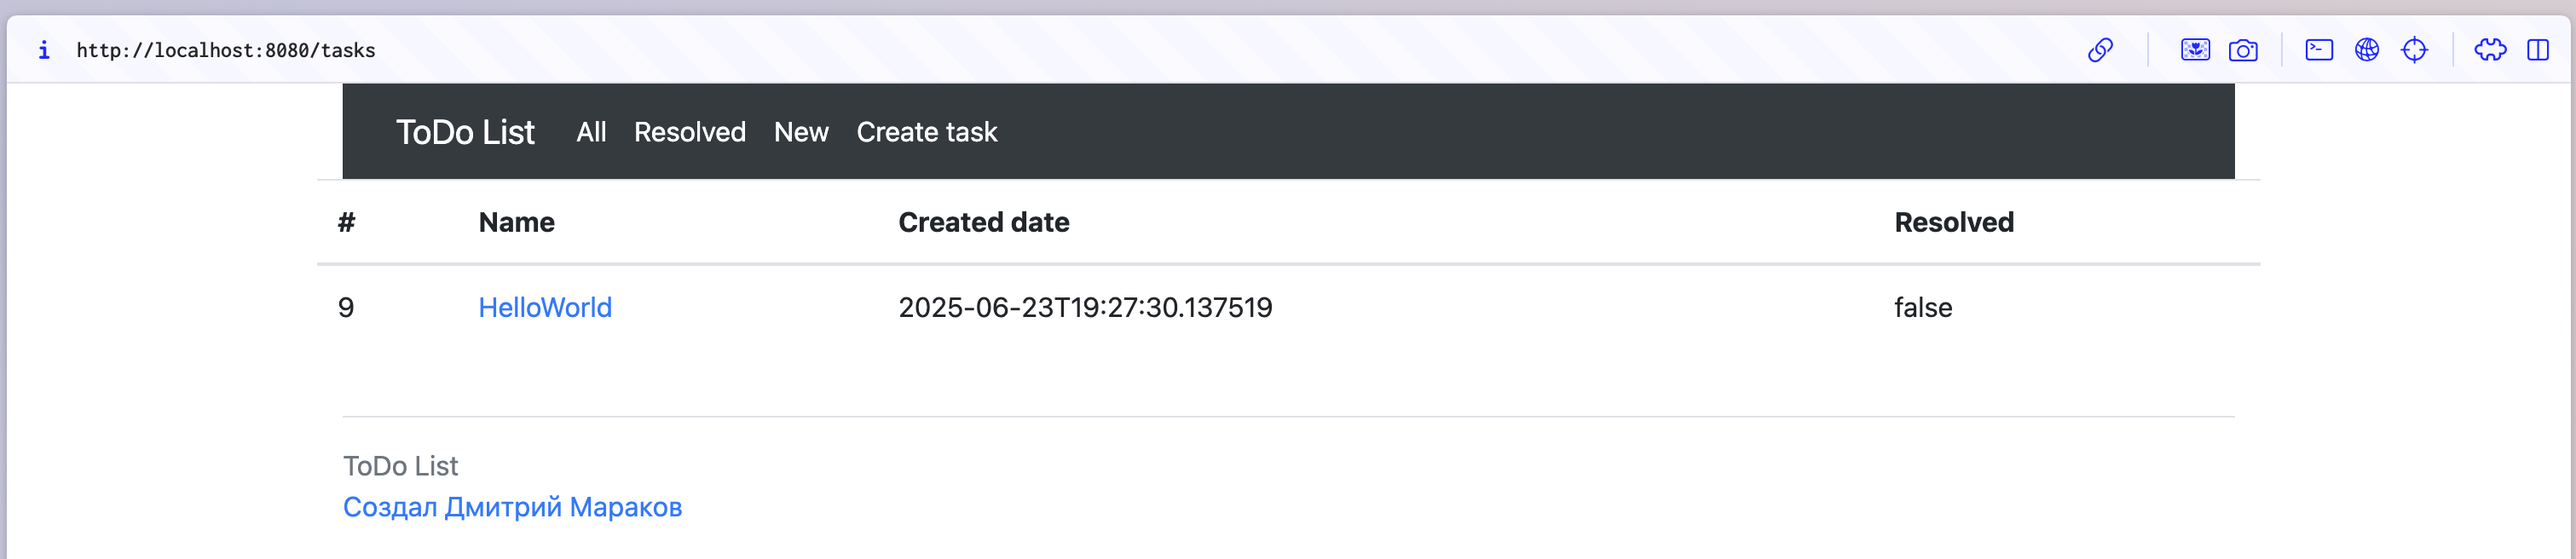 http://localhost:8080/tasks
ToDo List All Resolved New Create task
# Name Created date Resolved
9 HelloWorld 2025-06-23T19:27:30.137519 false
ToDo List
Создал Дмитрий Мараков